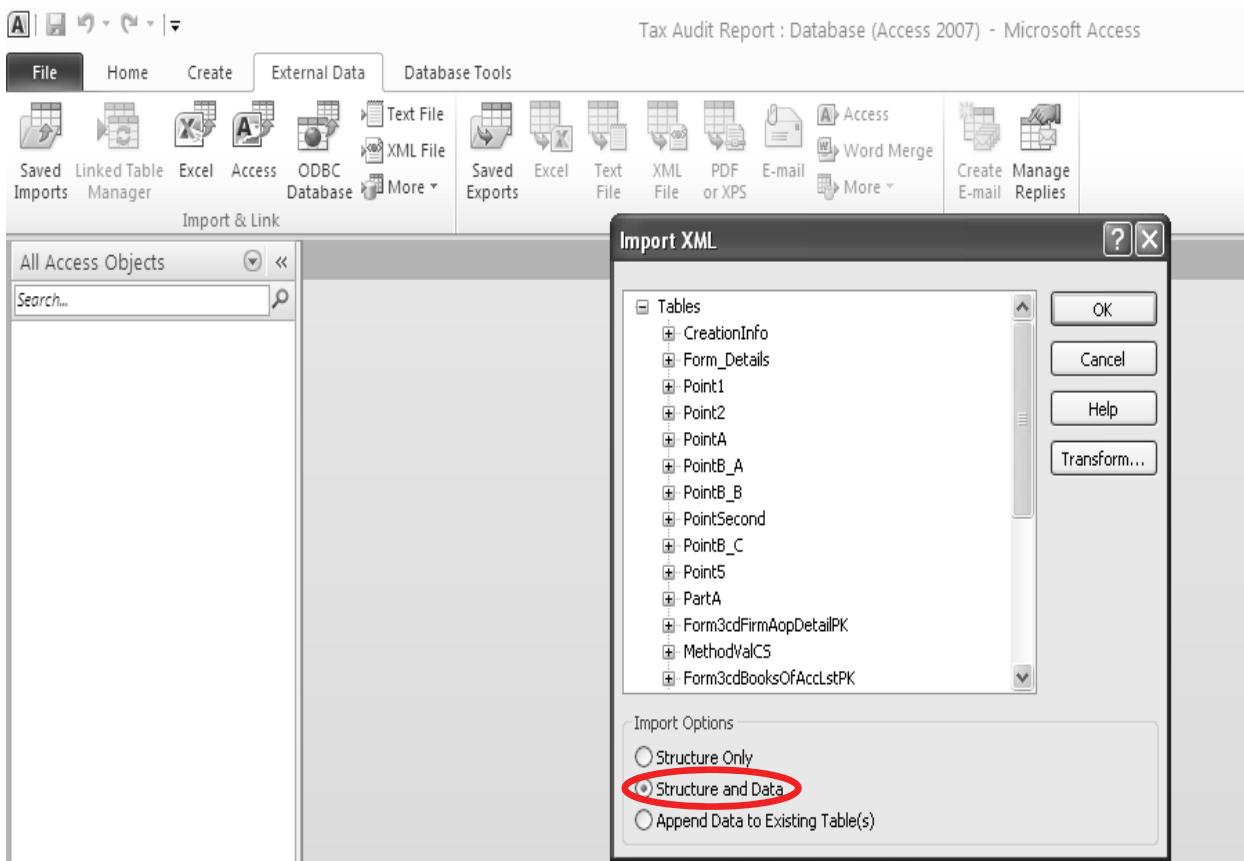 Tax Audit Report : Database (Access 2007) - Microsoft Access
File Home Create External Data Database Tools
Saved Imports
Linked Table Manager
Excel
Access
ODBC Database
Text File
XML File
More
Import & Link
Saved Exports
Excel
Text File
XML File
PDF or XPS
E-mail
Access
Word Merge
More
Create E-mail
Manage Replies
All Access Objects
Search...
Import XML
Tables
CreationInfo
Form_Details
Point1
Point2
PointA
PointB_A
PointB_B
PointSecond
PointB_C
Point5
PartA
Form3cdFirmAopDetailPK
MethodValCS
Form3cdBooksOfAccLstPK
OK
Cancel
Help
Transform...
Import Options
Structure Only
Structure and Data
Append Data to Existing Table(s)